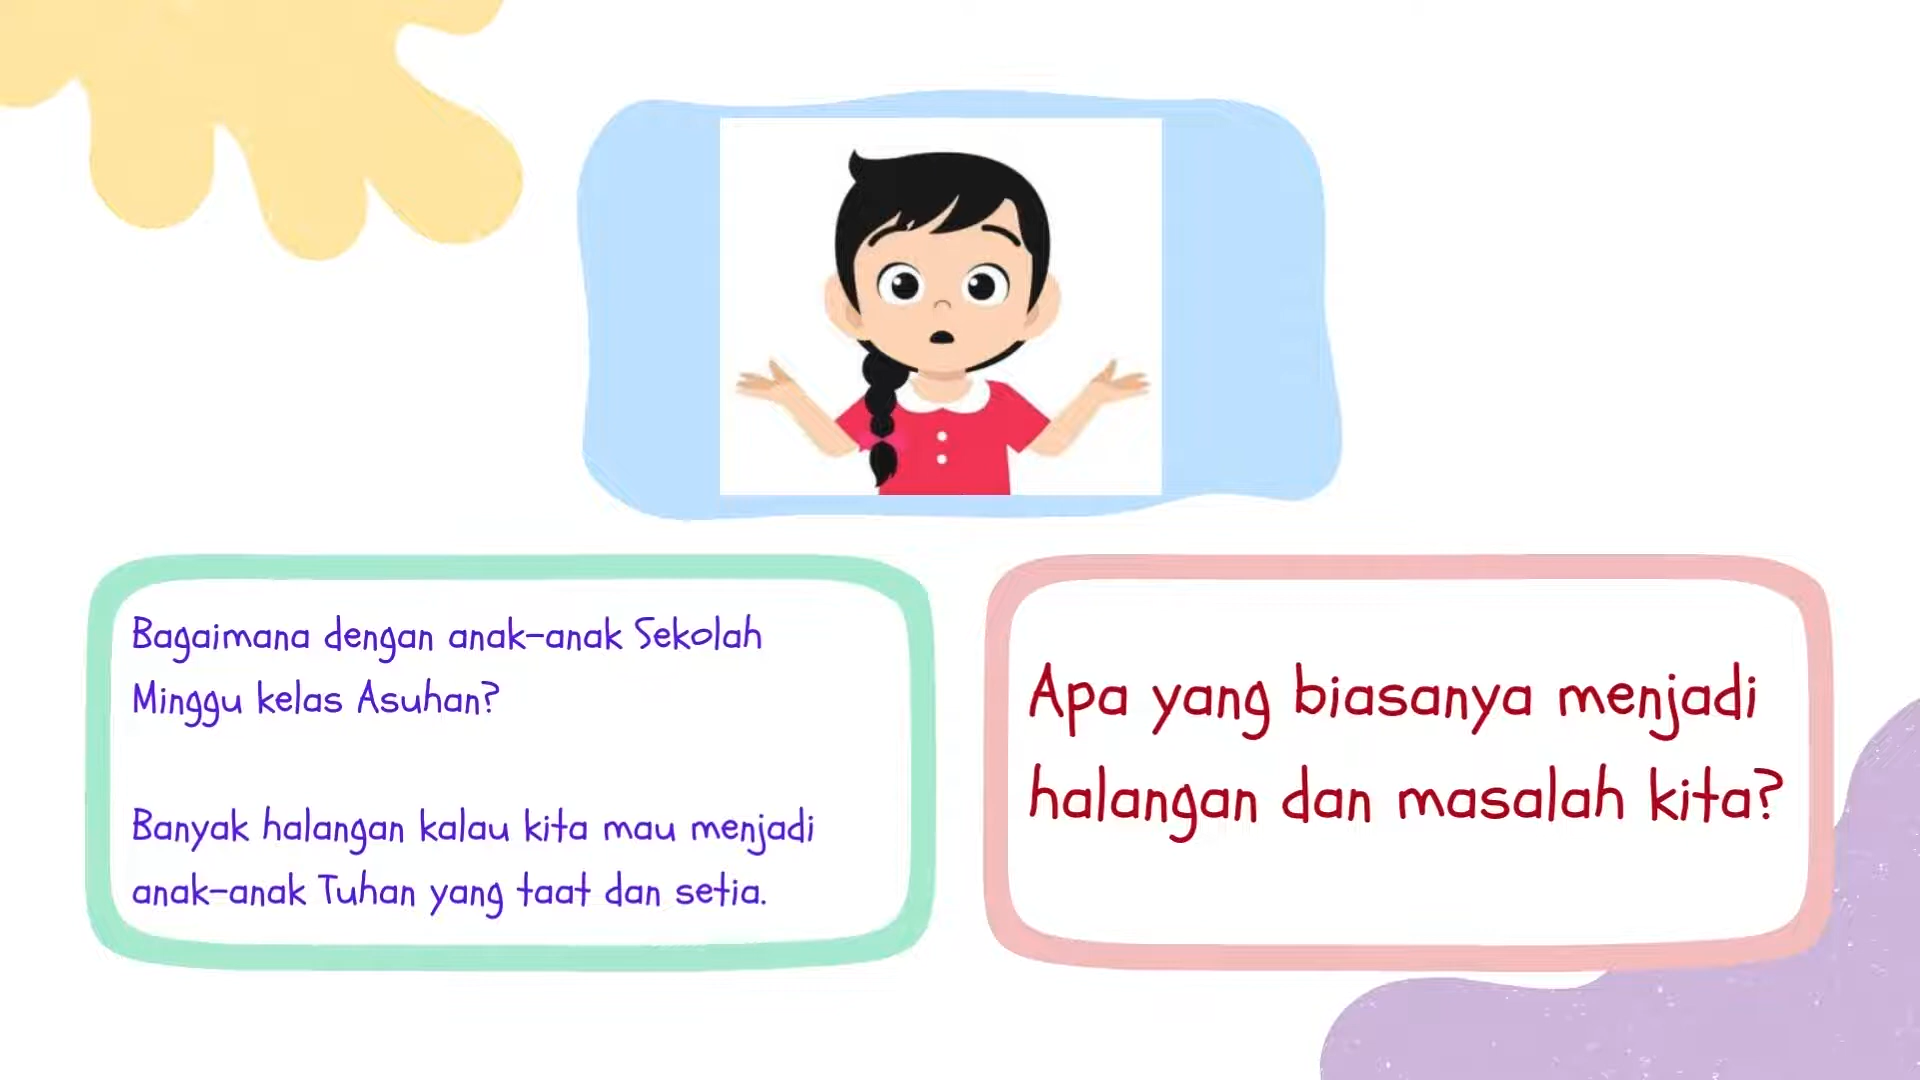 Bagaimana dengan anak-anak Sekolah
Minggu kelas Asuhan?
Banyak halangan kalau kita mau menjadi
anak-anak Tuhan yang taat dan setia.
Apa yang biasanya menjadi
halangan dan masalah kita?